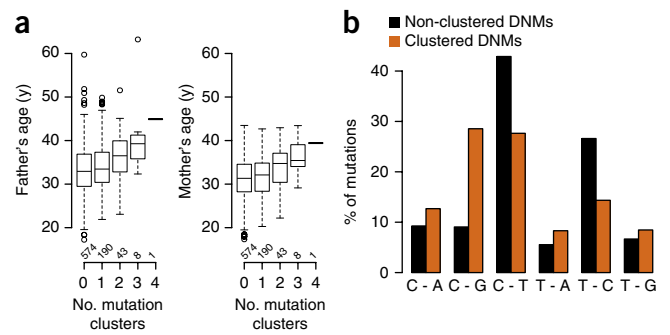 a
Father's age (y)
60
50
40
30
20
574
190
43
8
1
0 1 2 3 4
No. mutation
clusters
Mother's age (y)
60
50
40
30
20
574
190
43
8
1
0 1 2 3 4
No. mutation
clusters
b
Non-clustered DNMs
Clustered DNMs
% of mutations
40
30
20
10
0
C - A C - G C - T T - A T - C T - G